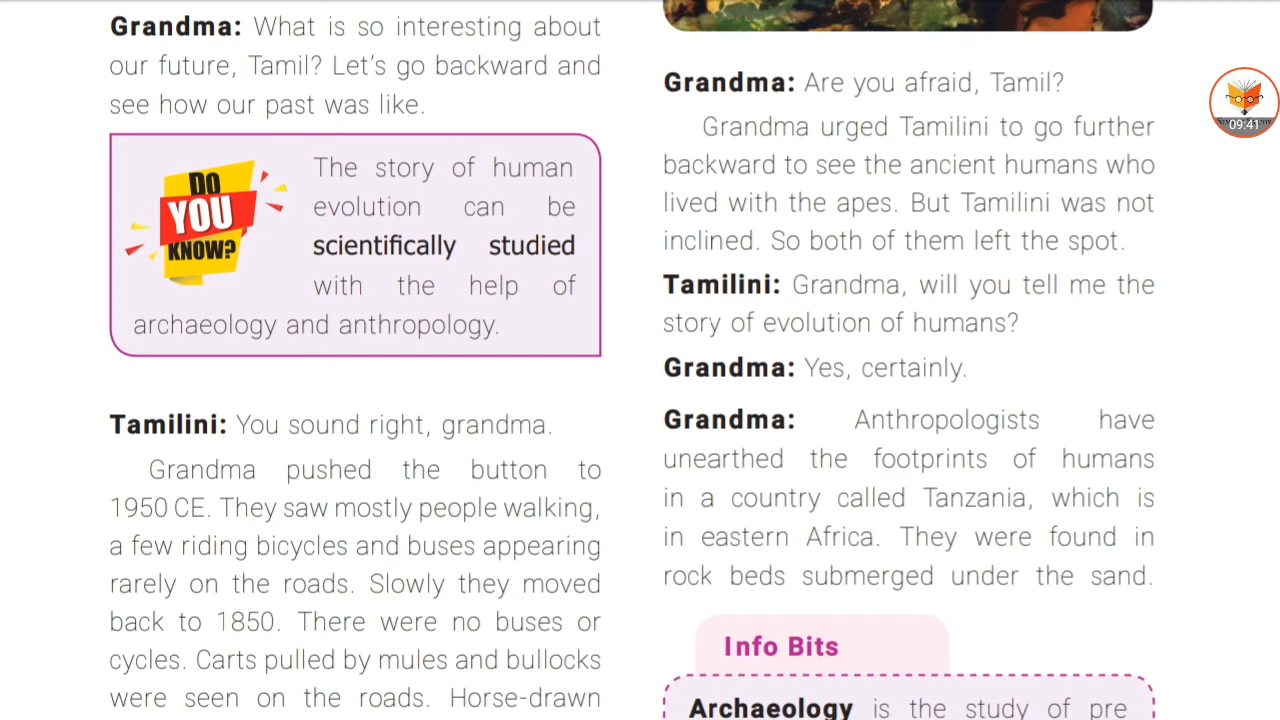 Grandma: What is so interesting about
our future, Tamil? Let's go backward and
see how our past was like.
DO
YOU
KNOW?
The story of human
evolution can be
scientifically studied
with the help of
archaeology and anthropology.
Tamilini: You sound right, grandma.
Grandma pushed the button to
1950 CE. They saw mostly people walking,
a few riding bicycles and buses appearing
rarely on the roads. Slowly they moved
back to 1850. There were no buses or
cycles. Carts pulled by mules and bullocks
were seen on the roads. Horse-drawn
Grandma: Are you afraid, Tamil?
Grandma urged Tamilini to go further
backward to see the ancient humans who
lived with the apes. But Tamilini was not
inclined. So both of them left the spot.
Tamilini: Grandma, will you tell me the
story of evolution of humans?
Grandma: Yes, certainly.
Grandma: Anthropologists have
unearthed the footprints of humans
in a country called Tanzania, which is
in eastern Africa. They were found in
rock beds submerged under the sand.
Info Bits
Archaeology is the study of pre
09:41